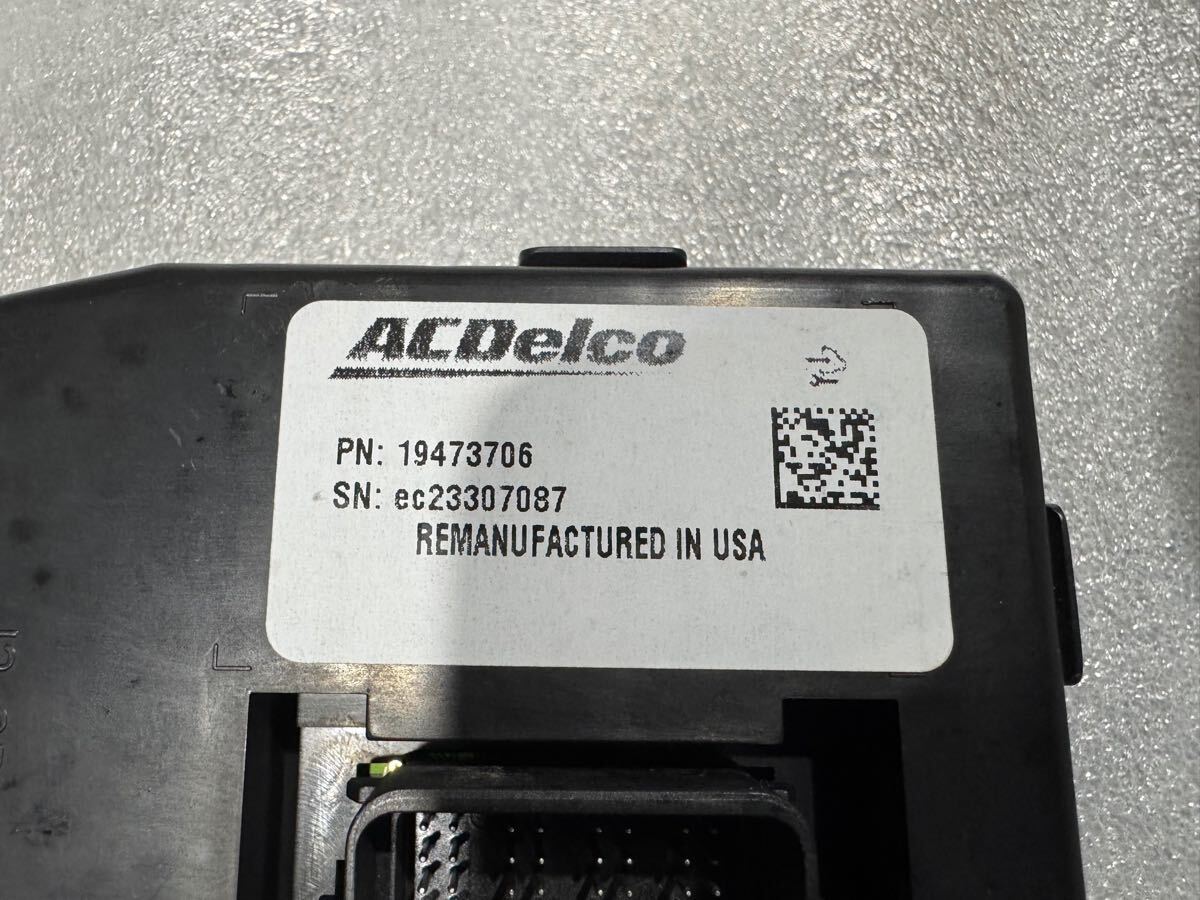 ACDelco
PN: 19473706
SN: ec23307087
REMANUFACTURED IN USA